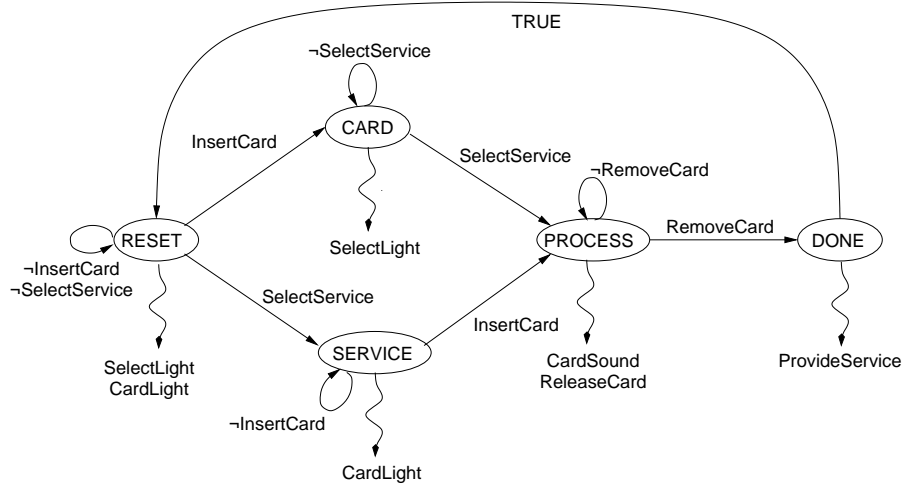 TRUE
¬SelectService
CARD
InsertCard
SelectService
¬RemoveCard
SelectLight
RESET
PROCESS
RemoveCard
DONE
¬InsertCard
¬SelectService
SelectService
InsertCard
SelectLight
CardLight
SERVICE
CardSound
ReleaseCard
ProvideService
¬InsertCard
CardLight